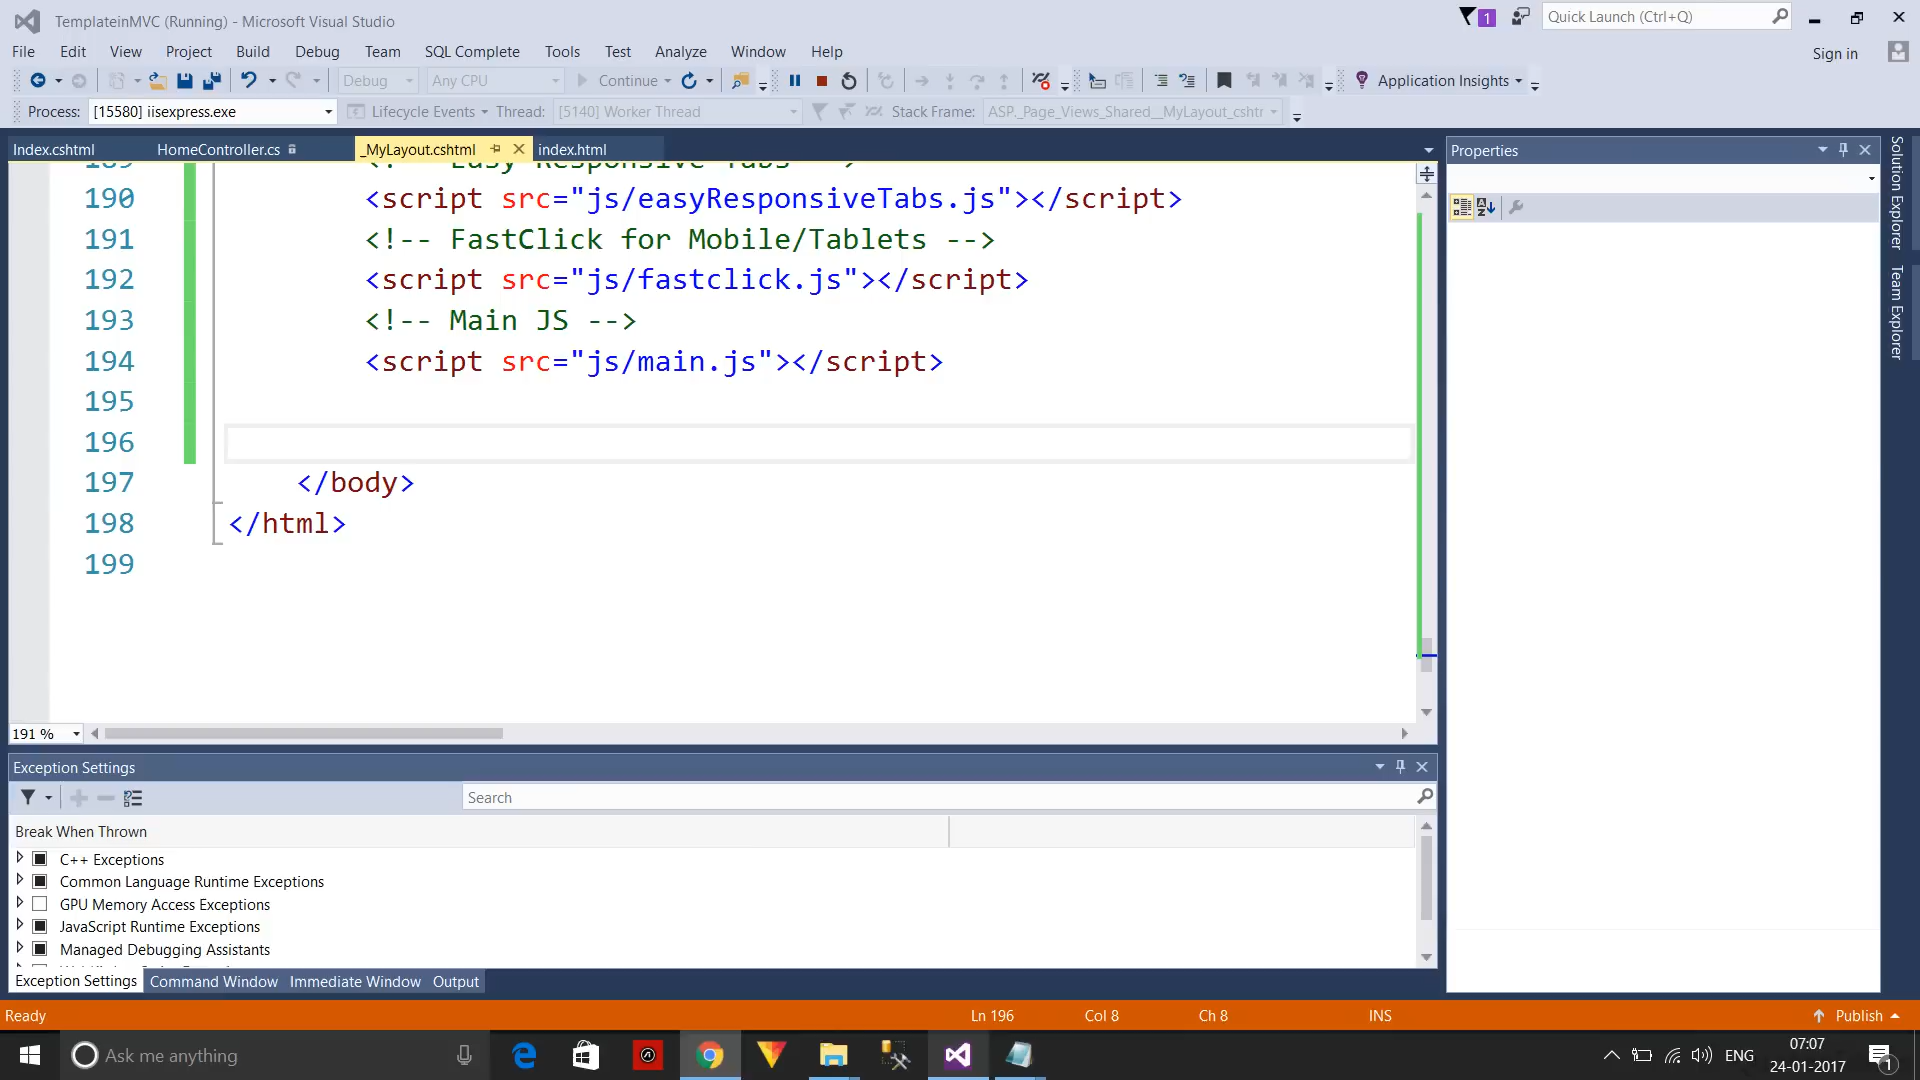 TemplateinMVC (Running) - Microsoft Visual Studio
1
Quick Launch (Ctrl+Q)
File Edit View Project Build Debug Team SQL Complete Tools Test Analyze Window Help
Sign in
Debug Any CPU Continue Application Insights
Process: [15580] iisexpress.exe Lifecycle Events Thread: [5140] Worker Thread Stack Frame: ASP._Page_Views_Shared__MyLayout_cshtm
Index.cshtml HomeController.cs _MyLayout.cshtml index.html
Properties
Solution Explorer
Team Explorer
189 <!-- Easy Responsive Tabs -->
190 <script src="js/easyResponsiveTabs.js"></script>
191 <!-- FastClick for Mobile/Tablets -->
192 <script src="js/fastclick.js"></script>
193 <!-- Main JS -->
194 <script src="js/main.js"></script>
195
196
197 </body>
198 </html>
199
191 %
Exception Settings
Search
Break When Thrown
C++ Exceptions
Common Language Runtime Exceptions
GPU Memory Access Exceptions
JavaScript Runtime Exceptions
Managed Debugging Assistants
Exception Settings Command Window Immediate Window Output
Ready Ln 196 Col 8 Ch 8 INS Publish
Ask me anything
ENG
07:07
24-01-2017
1